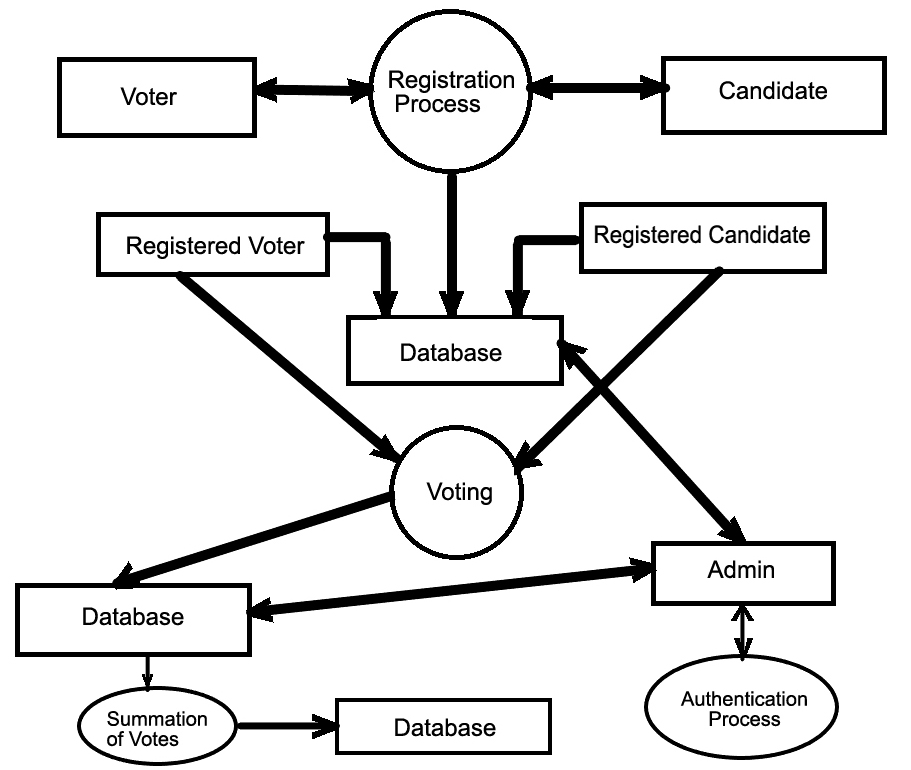 Voter
Registration
Process
Candidate
Registered Voter
Registered Candidate
Database
Voting
Admin
Database
Authentication
Process
Summation
of Votes
Database